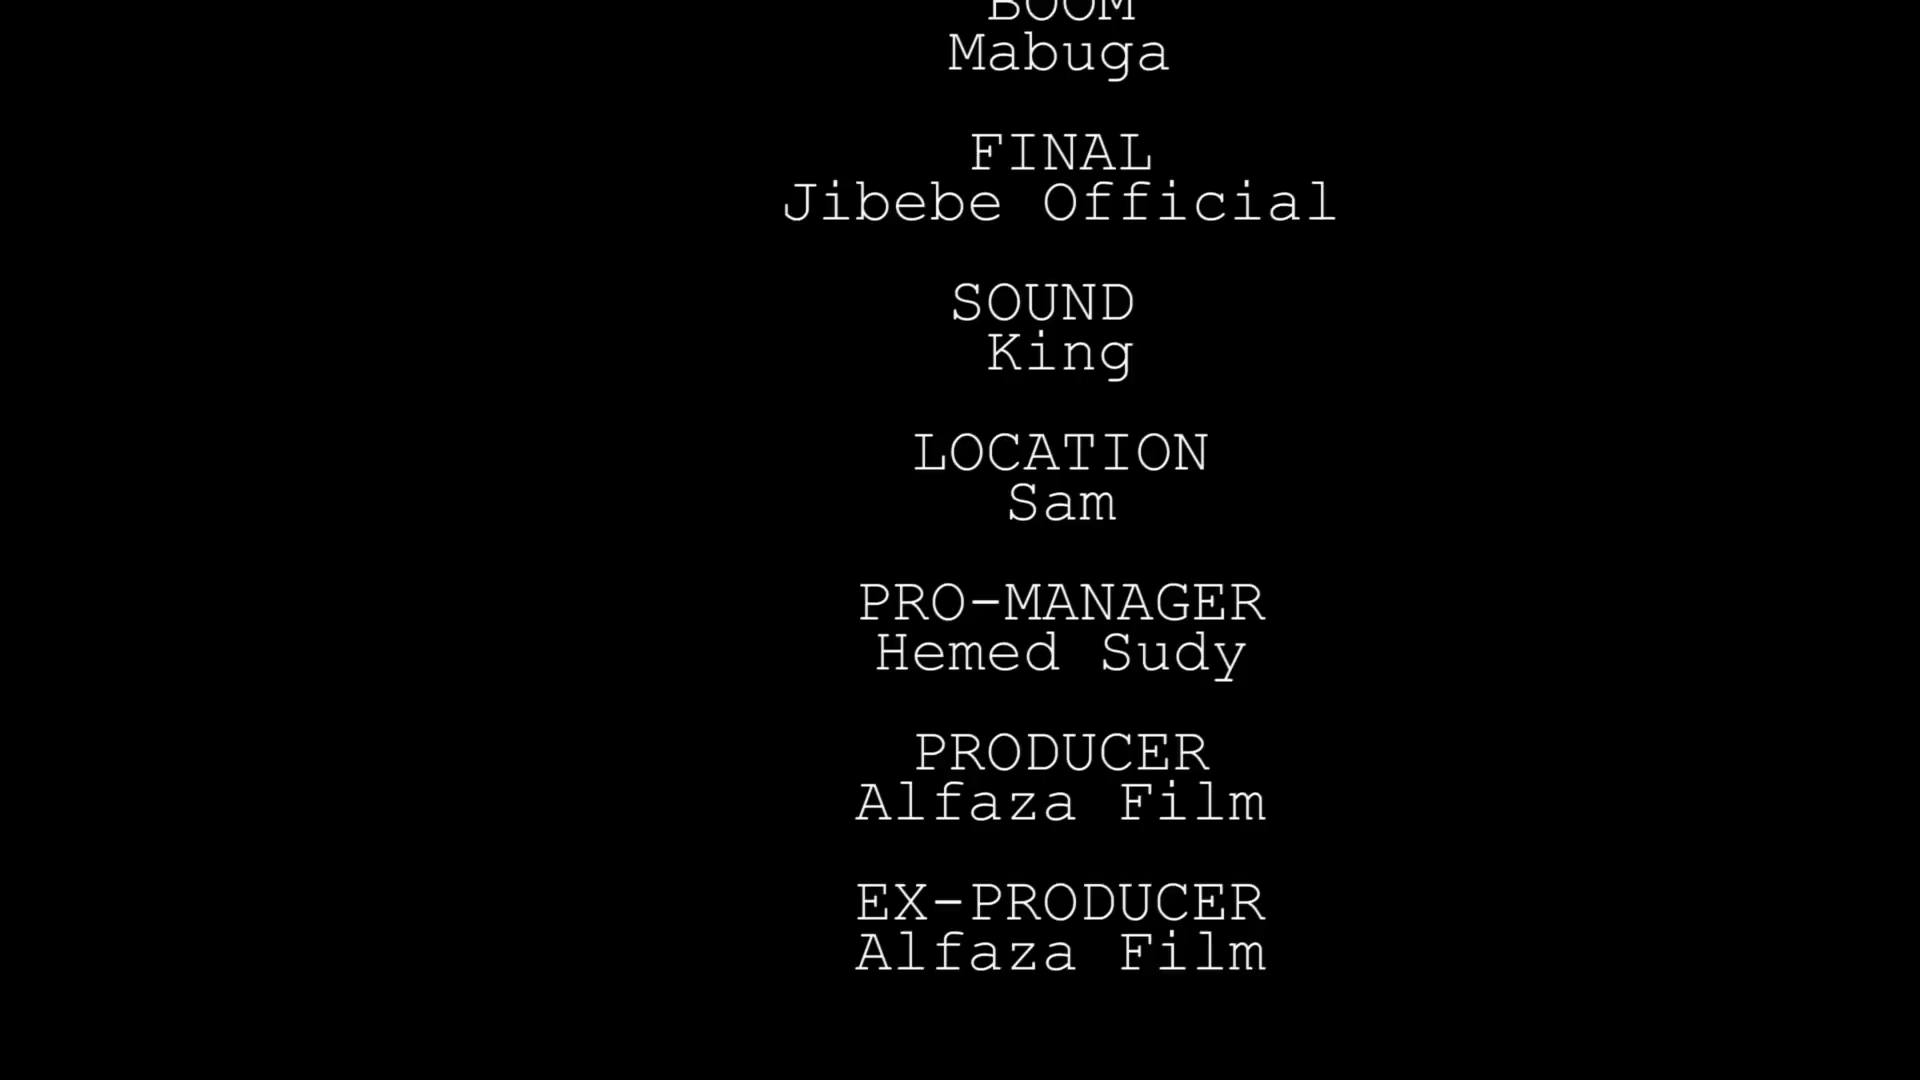 BOOM
Mabuga
FINAL
Jibebe Official
SOUND
King
LOCATION
Sam
PRO-MANAGER
Hemed Sudy
PRODUCER
Alfaza Film
EX-PRODUCER
Alfaza Film